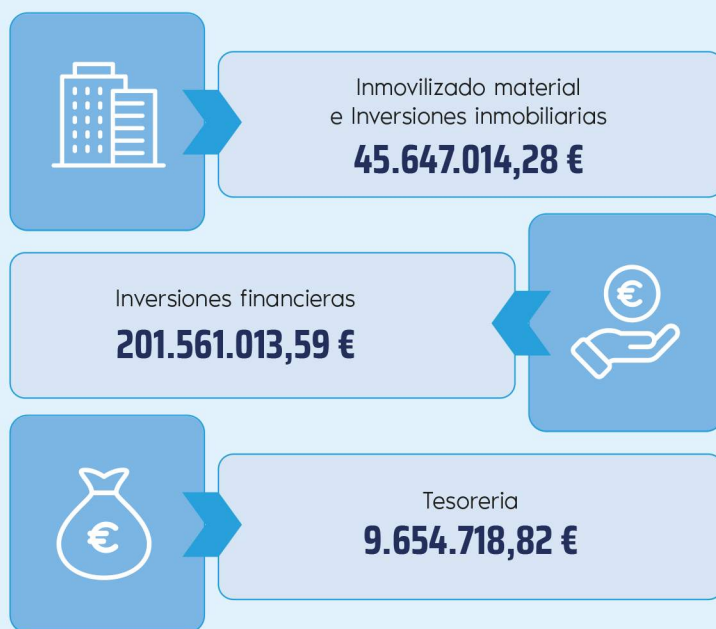 Inmovilizado material
e Inversiones inmobiliarias
45.647.014,28 €
Inversiones financieras
201.561.013,59 €
€
€
Tesoreria
9.654.718,82 €